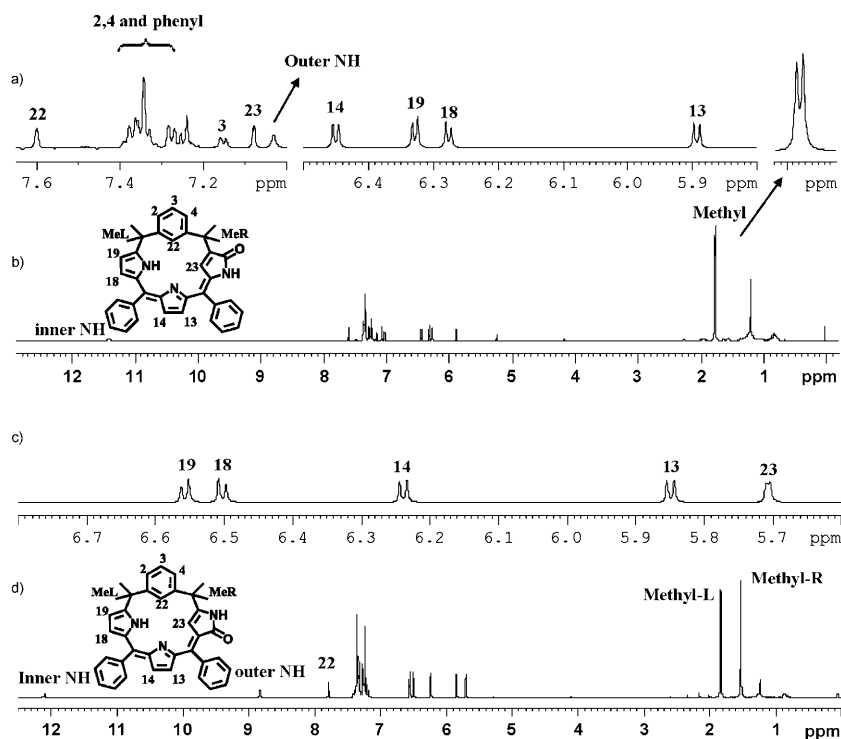 2,4 and phenyl
Outer NH
a)
22
3
23
14
19
18
13
7.6 7.4 7.2 ppm
6.4 6.3 6.2 6.1 6.0 5.9 ppm
ppm
Methyl
b)
3
2 4
MeL MeR
22
O
19 NH 23 NH
18
N
14 13
inner NH
12 11 10 9 8 7 6 5 4 3 2 1 ppm
c)
19 18 14 13 23
6.7 6.6 6.5 6.4 6.3 6.2 6.1 6.0 5.9 5.8 5.7 ppm
d)
3
2 4
MeL MeR
22
NH
19 NH 23
O
18
N
14 13
Inner NH
outer NH
22
Methyl-L
Methyl-R
12 11 10 9 8 7 6 5 4 3 2 1 ppm